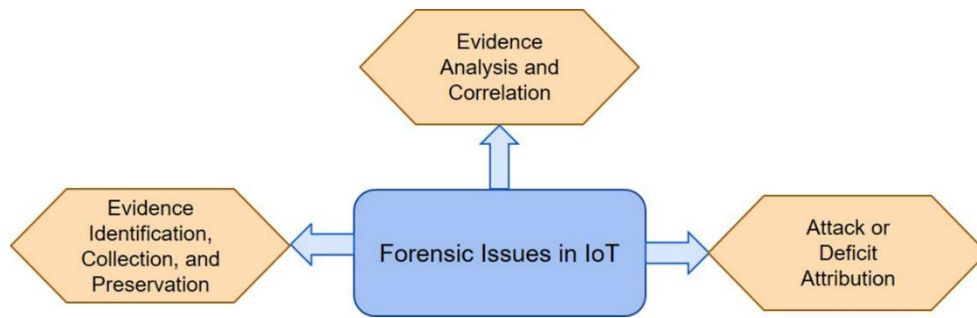 Evidence
Analysis and
Correlation
Evidence
Identification,
Collection, and
Preservation
Forensic Issues in IoT
Attack or
Deficit
Attribution